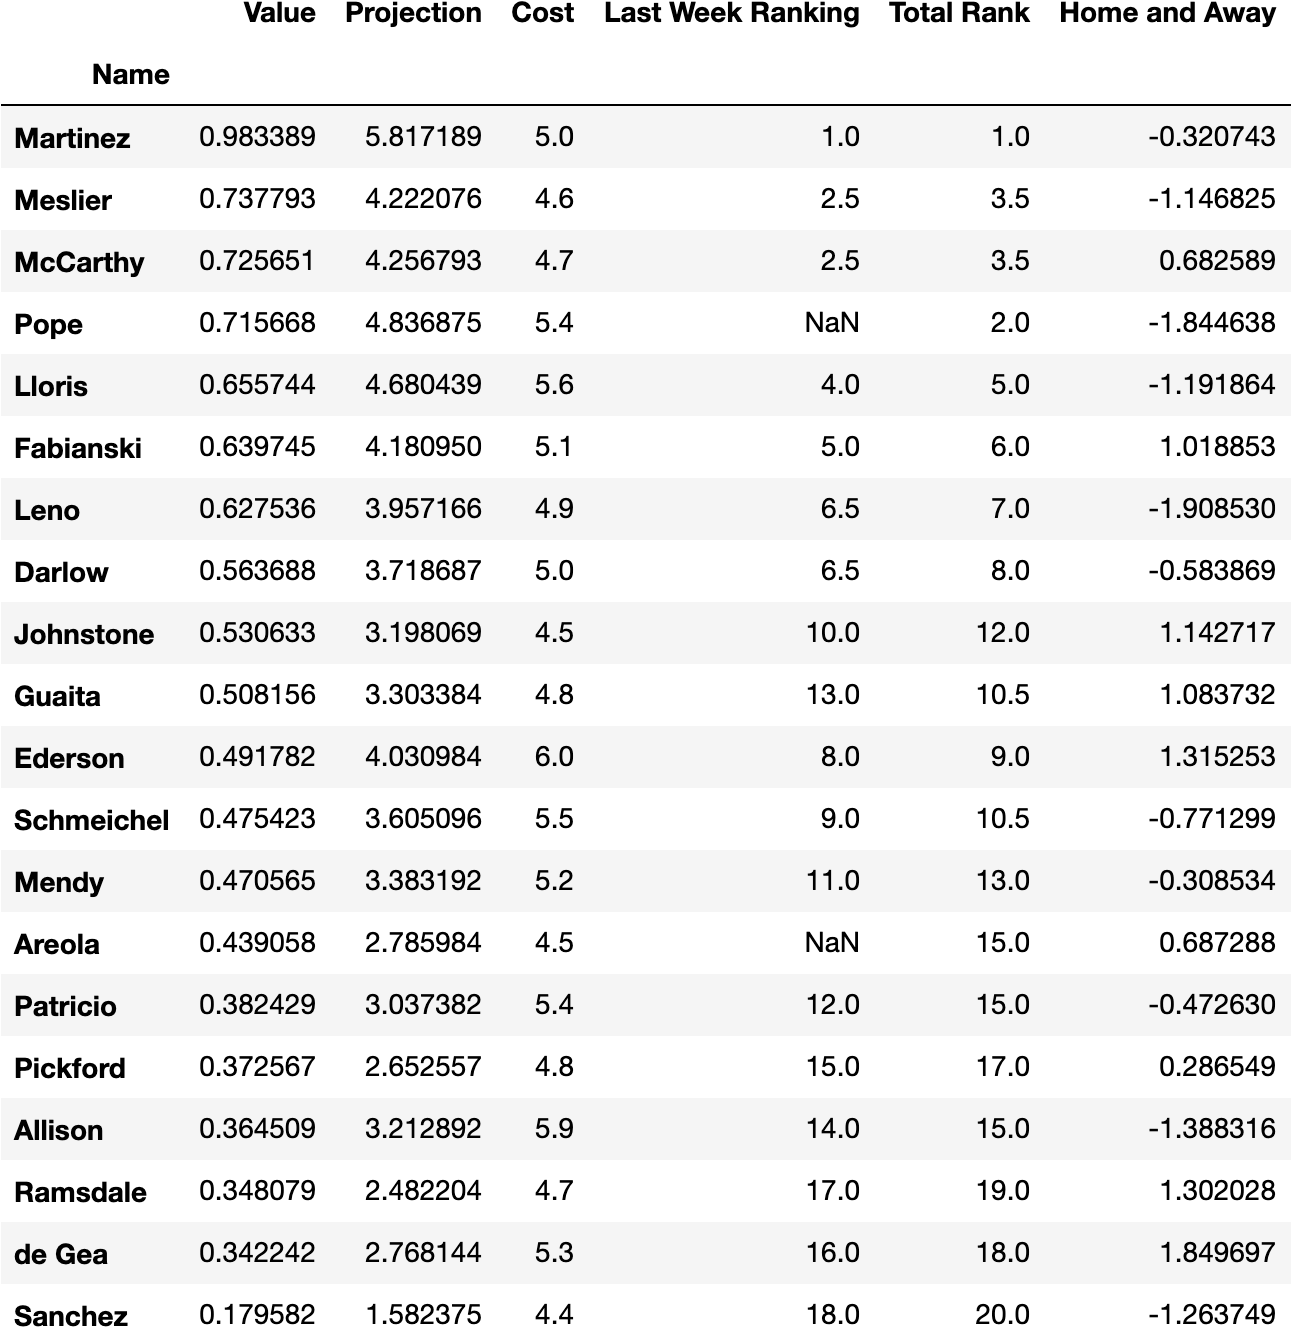 Value Projection Cost Last Week Ranking Total Rank Home and Away
Name
Martinez 0.983389 5.817189 5.0 1.0 1.0 -0.320743
Meslier 0.737793 4.222076 4.6 2.5 3.5 -1.146825
McCarthy 0.725651 4.256793 4.7 2.5 3.5 0.682589
Pope 0.715668 4.836875 5.4 NaN 2.0 -1.844638
Lloris 0.655744 4.680439 5.6 4.0 5.0 -1.191864
Fabianski 0.639745 4.180950 5.1 5.0 6.0 1.018853
Leno 0.627536 3.957166 4.9 6.5 7.0 -1.908530
Darlow 0.563688 3.718687 5.0 6.5 8.0 -0.583869
Johnstone 0.530633 3.198069 4.5 10.0 12.0 1.142717
Guaita 0.508156 3.303384 4.8 13.0 10.5 1.083732
Ederson 0.491782 4.030984 6.0 8.0 9.0 1.315253
Schmeichel 0.475423 3.605096 5.5 9.0 10.5 -0.771299
Mendy 0.470565 3.383192 5.2 11.0 13.0 -0.308534
Areola 0.439058 2.785984 4.5 NaN 15.0 0.687288
Patricio 0.382429 3.037382 5.4 12.0 15.0 -0.472630
Pickford 0.372567 2.652557 4.8 15.0 17.0 0.286549
Allison 0.364509 3.212892 5.9 14.0 15.0 -1.388316
Ramsdale 0.348079 2.482204 4.7 17.0 19.0 1.302028
de Gea 0.342242 2.768144 5.3 16.0 18.0 1.849697
Sanchez 0.179582 1.582375 4.4 18.0 20.0 -1.263749